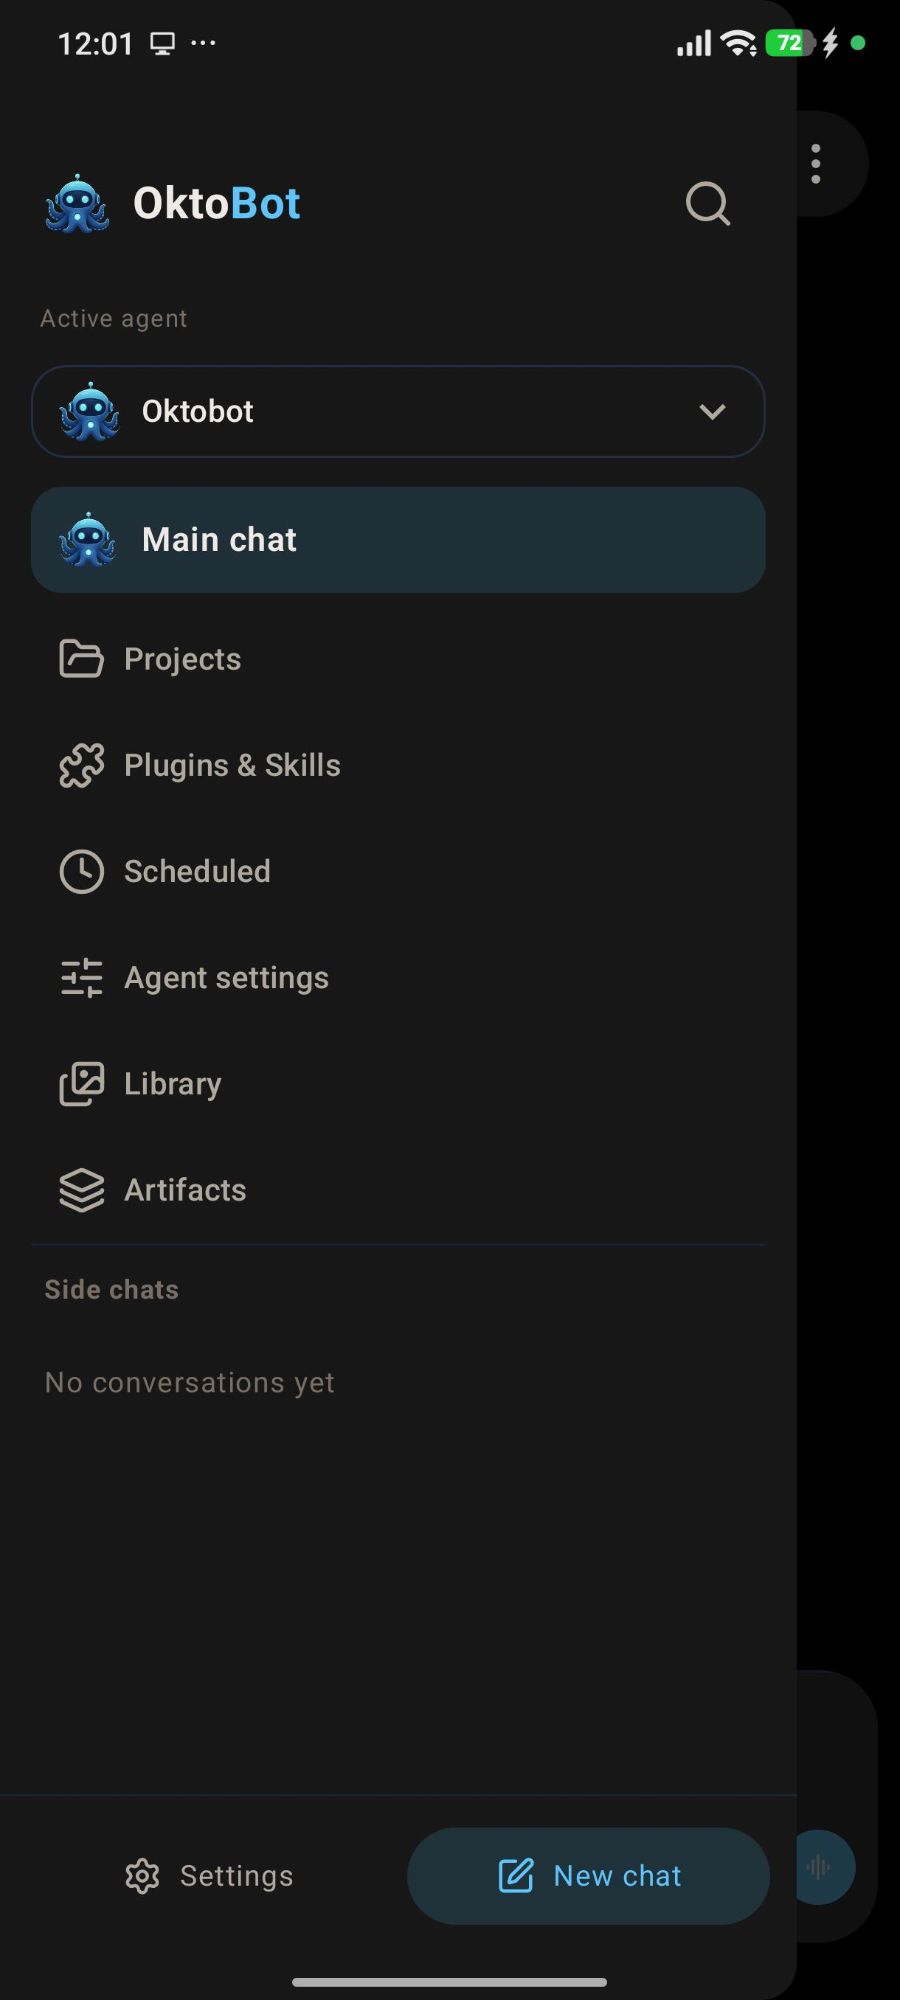 12:01
72
OktoBot
Active agent
Oktobot
Main chat
Projects
Plugins & Skills
Scheduled
Agent settings
Library
Artifacts
Side chats
No conversations yet
Settings
New chat